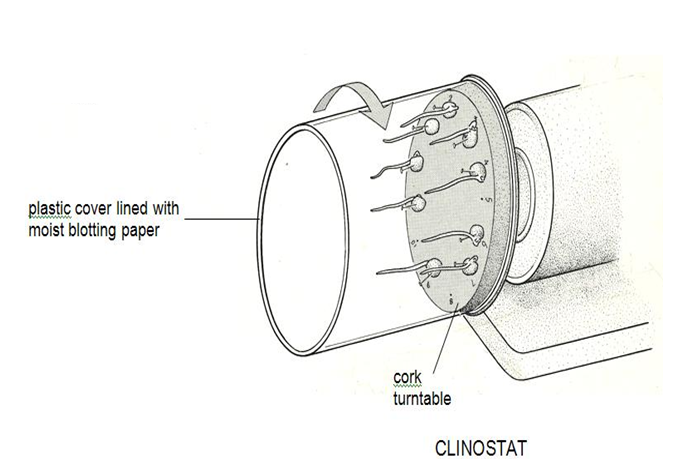 plastic cover lined with
moist blotting paper
cork
turntable
CLINOSTAT